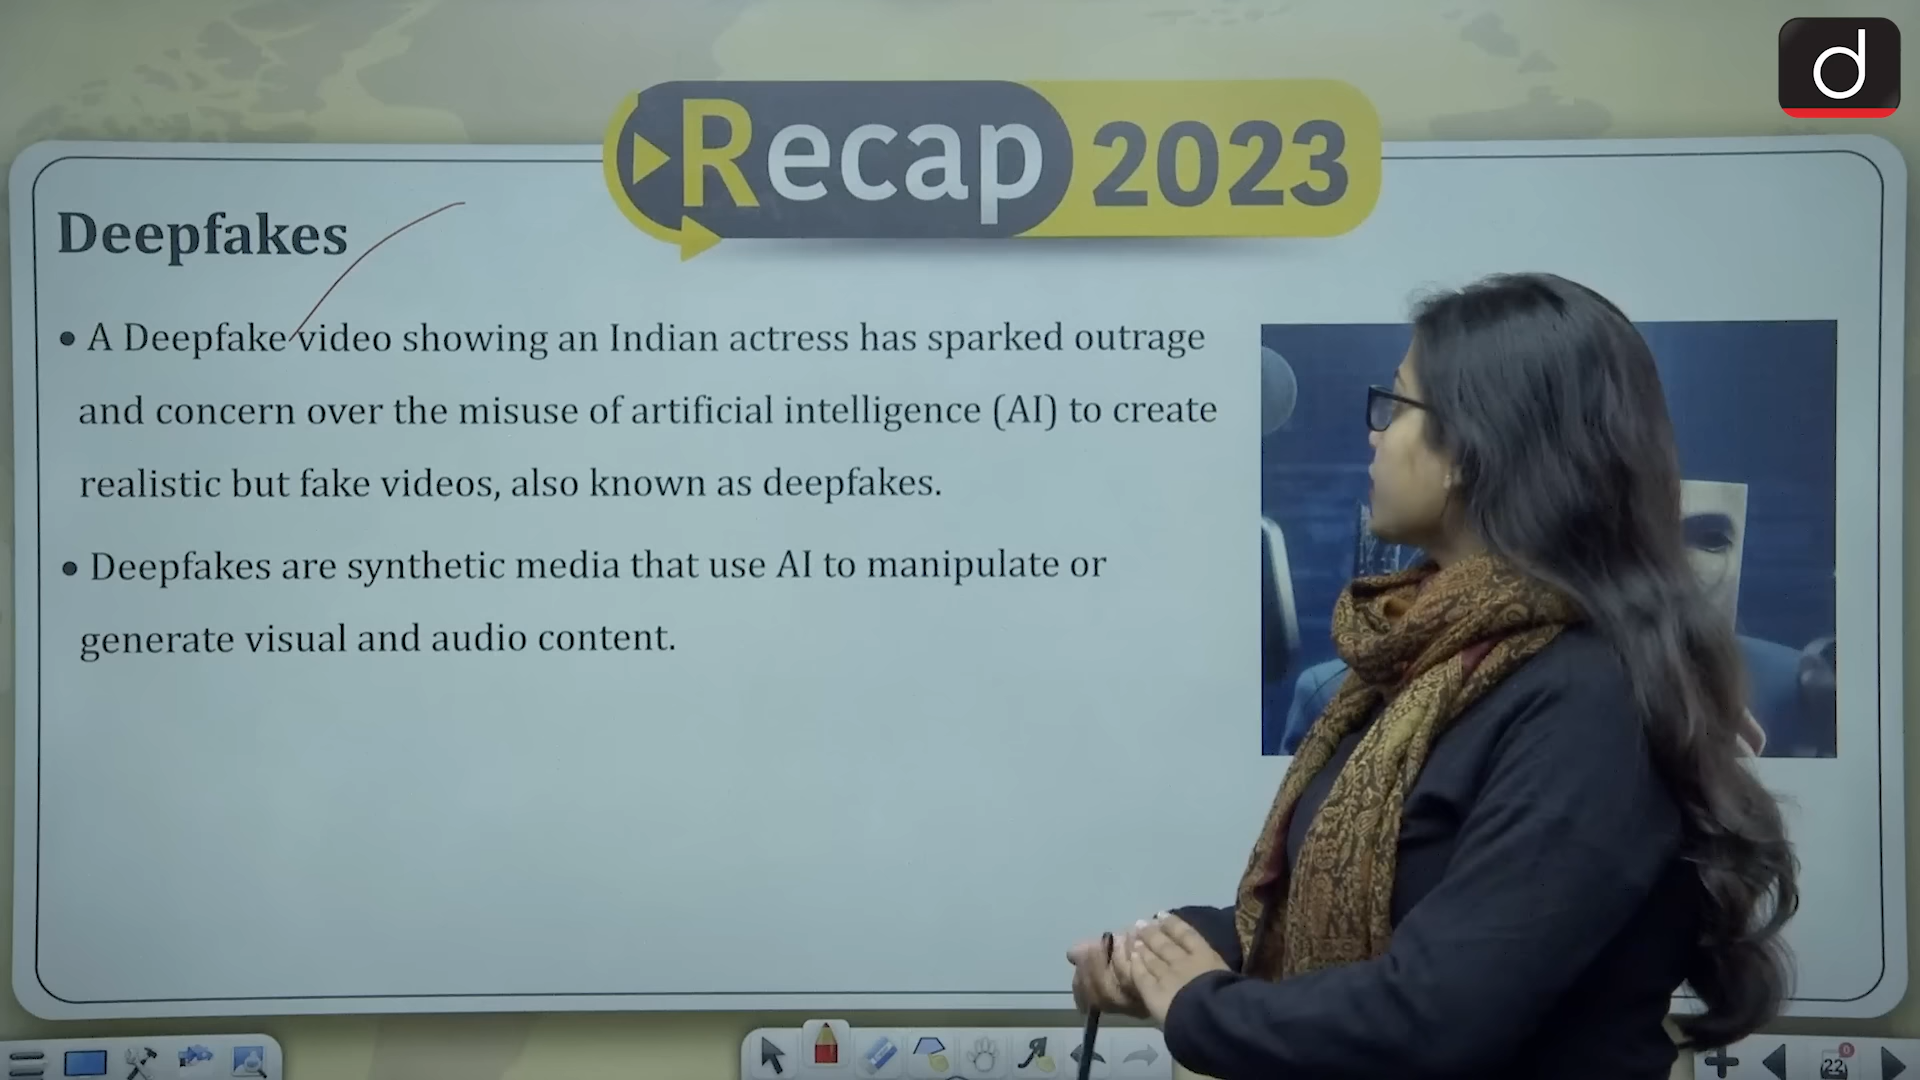 d
Recap 2023
Deepfakes
• A Deepfake video showing an Indian actress has sparked outrage
and concern over the misuse of artificial intelligence (AI) to create
realistic but fake videos, also known as deepfakes.
• Deepfakes are synthetic media that use AI to manipulate or
generate visual and audio content.
22
0